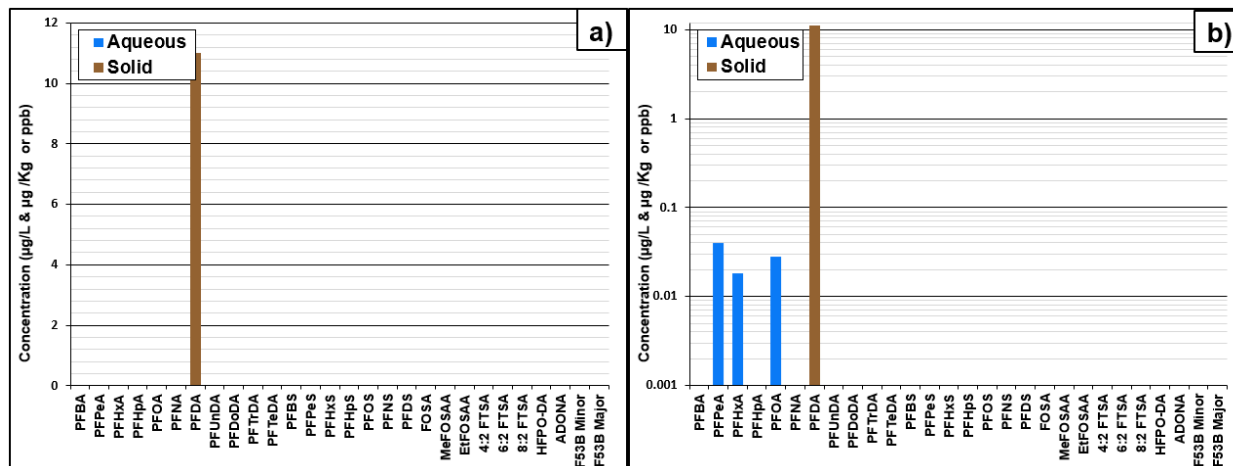 a)
Aqueous
Solid
Concentration (µg/L & µg /Kg or ppb)
12
10
8
6
4
2
0
PFBA
PFPeA
PFHxA
PFHpA
PFOA
PFNA
PFDA
PFUnDA
PFDoDA
PFTrDA
PFTeDA
PFBS
PFPeS
PFHxS
PFHpS
PFOS
PFNS
PFDS
FOSA
MeFOSAA
EtFOSAA
4:2 FTSA
6:2 FTSA
8:2 FTSA
HFPO-DA
ADONA
F53B Minor
F53B Major
b)
Aqueous
Solid
Concentration (µg/L & µg /Kg or ppb)
10
1
0.1
0.01
0.001
PFBA
PFPeA
PFHxA
PFHpA
PFOA
PFNA
PFDA
PFUnDA
PFDoDA
PFTrDA
PFTeDA
PFBS
PFPeS
PFHxS
PFHpS
PFOS
PFNS
PFDS
FOSA
MeFOSAA
EtFOSAA
4:2 FTSA
6:2 FTSA
8:2 FTSA
HFPO-DA
ADONA
F53B Minor
F53B Major